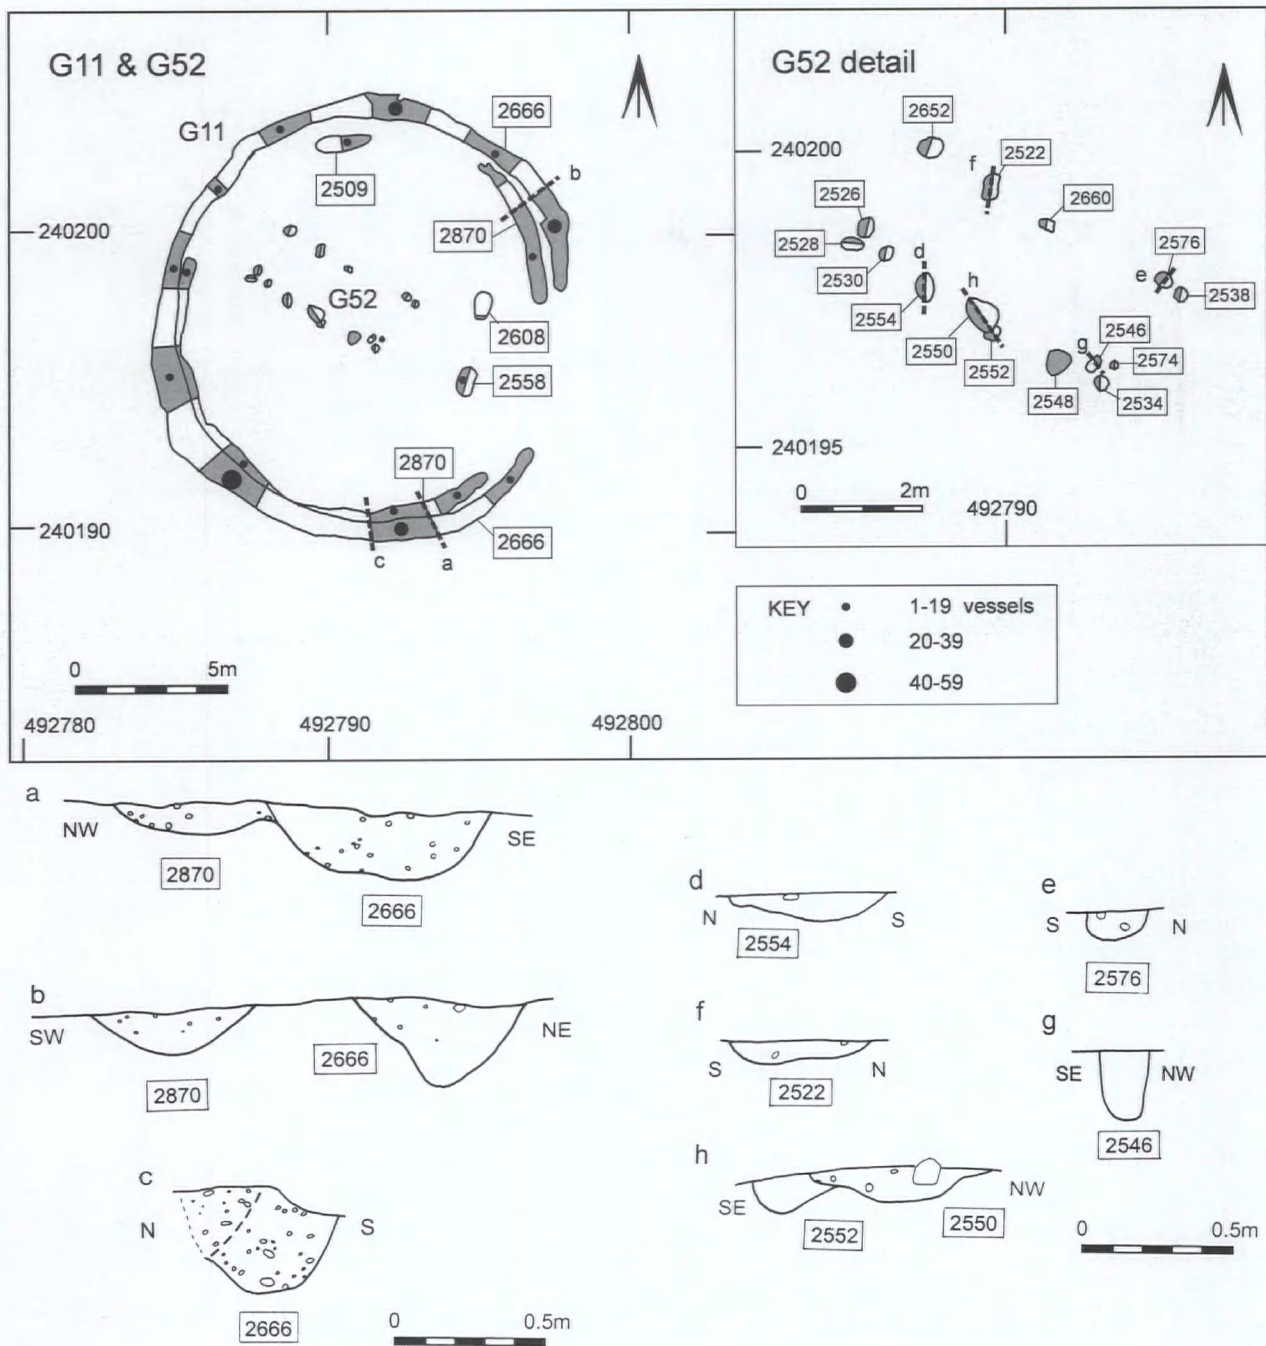 G11 & G52
G11
2666
b
2509
2870
240200
G52
2608
2558
2870
240190
2666
c
a
0 5m
492780 492790 492800
G52 detail
2652
240200
f
2522
2526
2660
2528
d
2576
2530
h
e
2538
2554
2546
g
2550
2574
2552
2548
2534
240195
0 2m
492790
KEY 1-19 vessels
20-39
40-59
a
NW SE
2870
2666
b
SW NE
2666
2870
c
N S
2666
0 0.5m
d
N S
2554
e
S N
2576
f
S N
2522
g
SE NW
2546
h
SE NW
2552 2550
0 0.5m